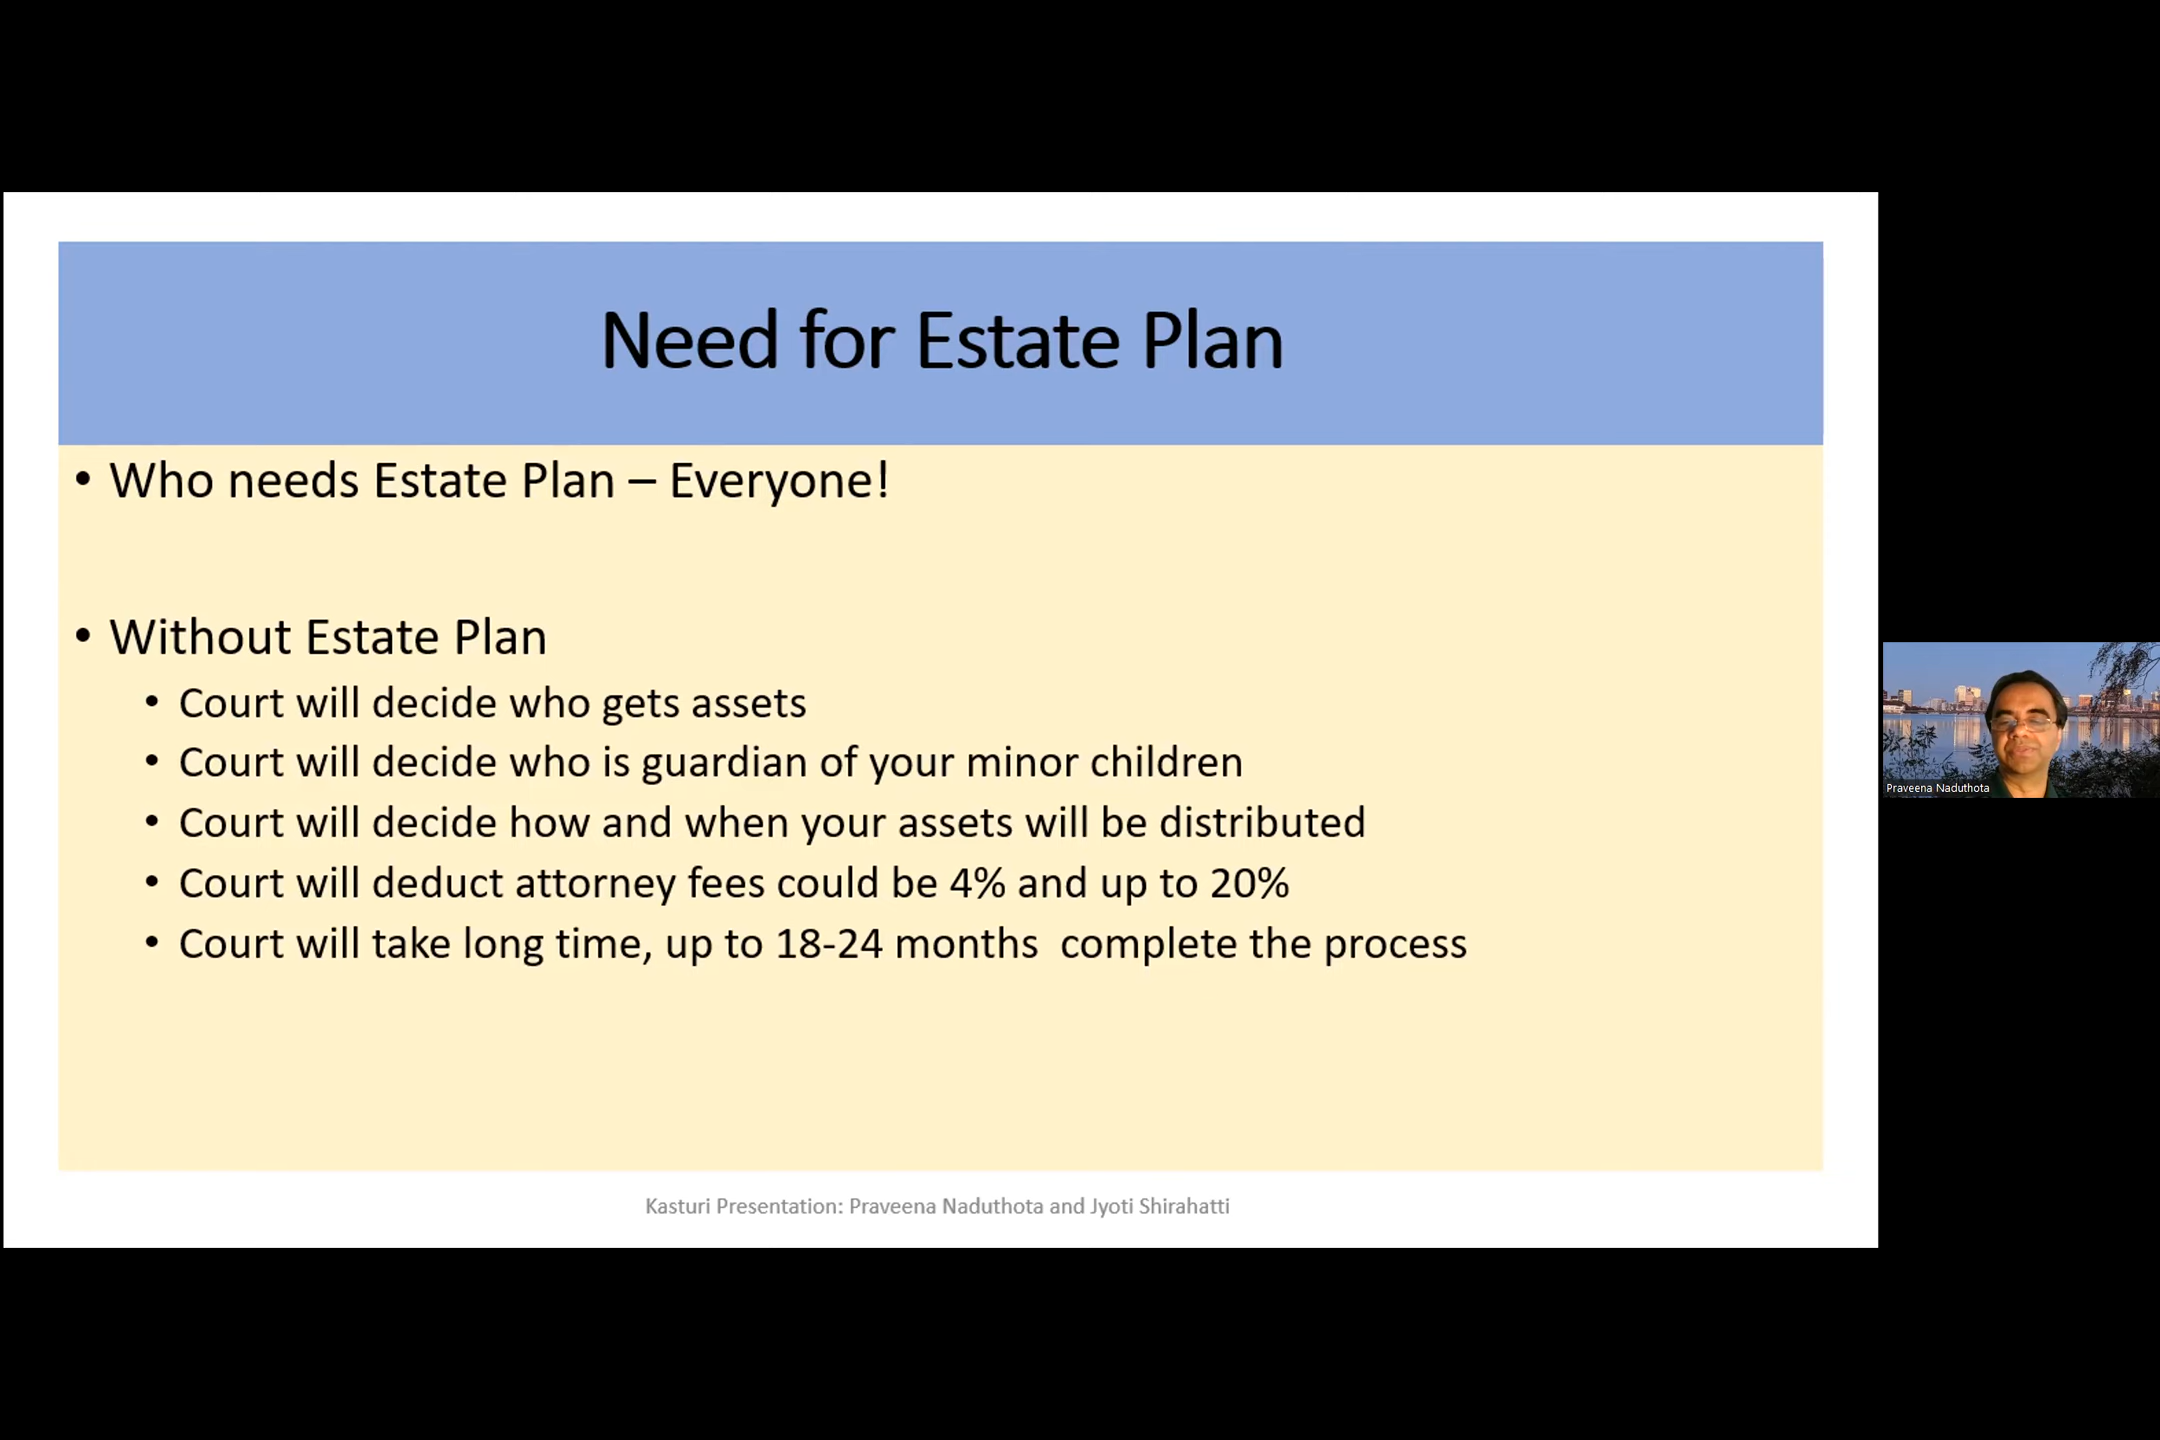 Need for Estate Plan
• Who needs Estate Plan – Everyone!
• Without Estate Plan
• Court will decide who gets assets
• Court will decide who is guardian of your minor children
• Court will decide how and when your assets will be distributed
• Court will deduct attorney fees could be 4% and up to 20%
• Court will take long time, up to 18-24 months  complete the process
Kasturi Presentation: Praveena Naduthota and Jyoti Shirahatti
Praveena Naduthota